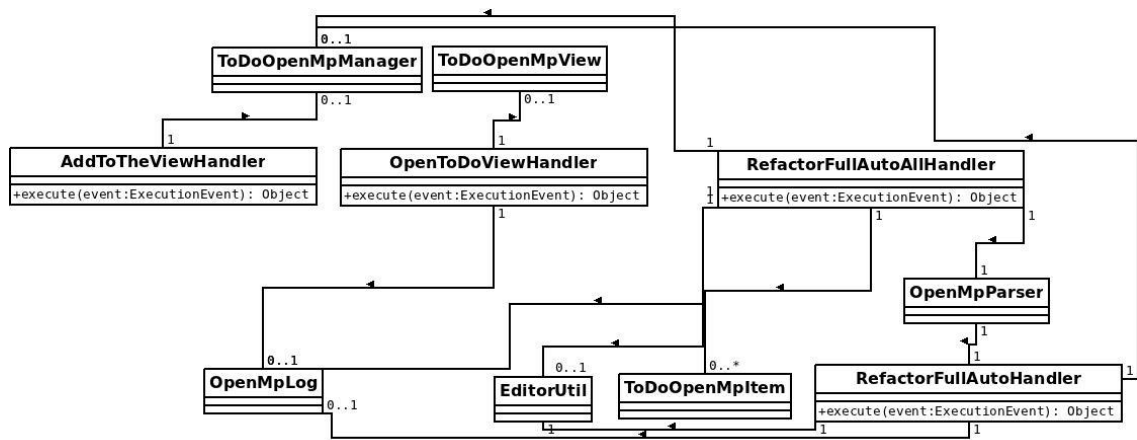 0..1
ToDoOpenMpManager
0..1
ToDoOpenMpView
0..1
1
AddToTheViewHandler
+execute(event:ExecutionEvent): Object
1
OpenToDoViewHandler
+execute(event:ExecutionEvent): Object
1
1
RefactorFullAutoAllHandler
+execute(event:ExecutionEvent): Object
1
1
1
1
1
OpenMpParser
1
0..1
OpenMpLog
0..1
0..1
EditorUtil
1
0..*
ToDoOpenMpItem
1
RefactorFullAutoHandler
+execute(event:ExecutionEvent): Object
1
1
1